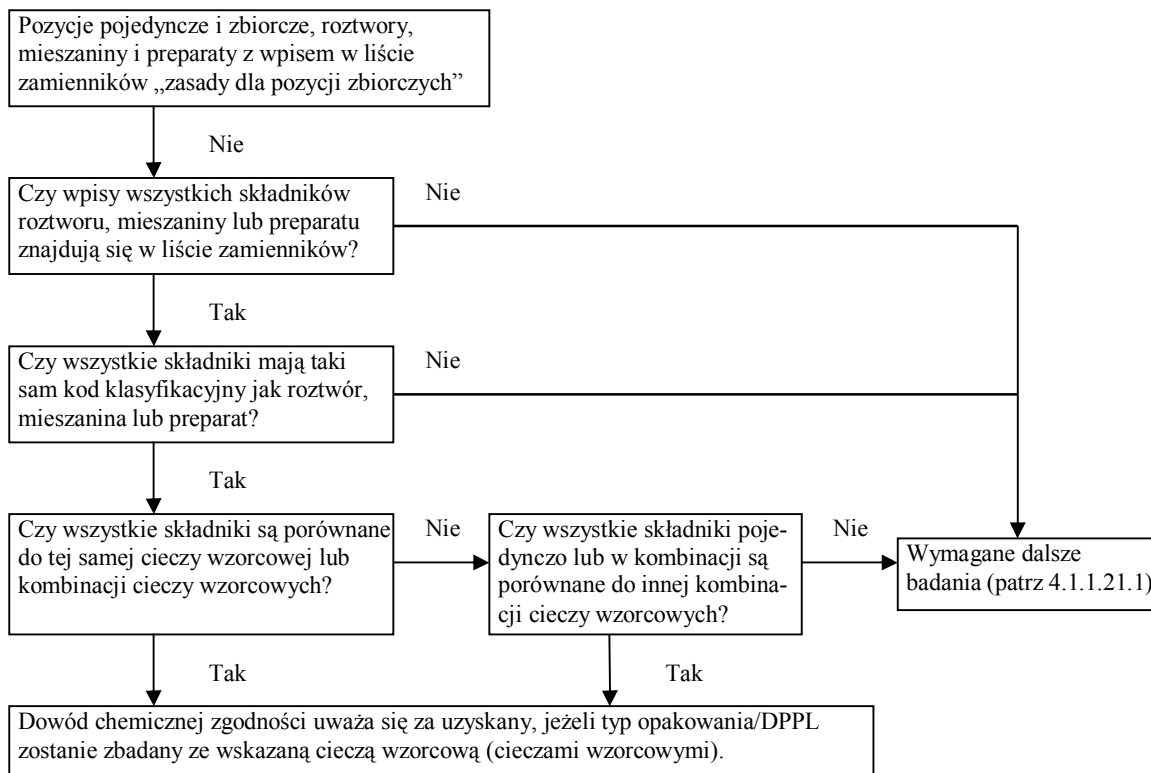 Pozycje pojedyncze i zbiorcze, roztwory,
mieszaniny i preparaty z wpisem w liście
zamienników „zasady dla pozycji zbiorczych”
Nie
Czy wpisy wszystkich składników
roztworu, mieszaniny lub preparatu
znajdują się w liście zamienników?
Nie
Tak
Czy wszystkie składniki mają taki
sam kod klasyfikacyjny jak roztwór,
mieszanina lub preparat?
Nie
Tak
Czy wszystkie składniki są porównane
do tej samej cieczy wzorcowej lub
kombinacji cieczy wzorcowych?
Nie
Czy wszystkie składniki poje-
dynczo lub w kombinacji są
porównane do innej kombina-
cji cieczy wzorcowych?
Nie
Wymagane dalsze
badania (patrz 4.1.1.21.1)
Tak
Tak
Dowód chemicznej zgodności uważa się za uzyskany, jeżeli typ opakowania/DPPL
zostanie zbadany ze wskazaną cieczą wzorcową (cieczami wzorcowymi).